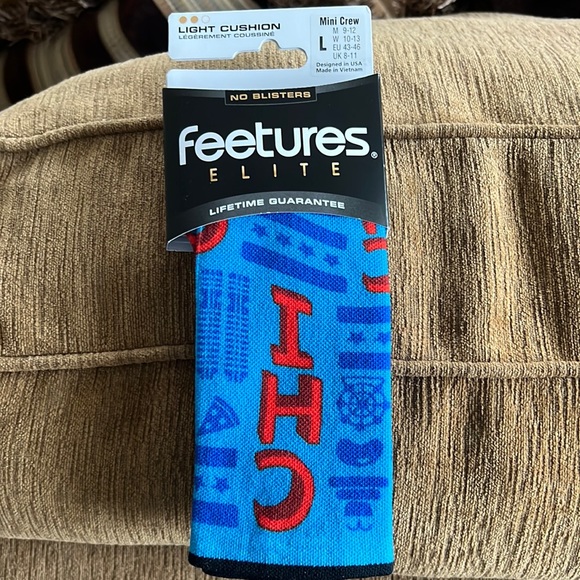 LIGHT CUSHION
LÉGÈREMENT COUSSINÉ
Mini Crew
L
M 9-12
W 10-13
EU 43-46
UK 8-11
Designed in USA
Made in Vietnam
NO BLISTERS
feetures®
ELITE
LIFETIME GUARANTEE
CHI